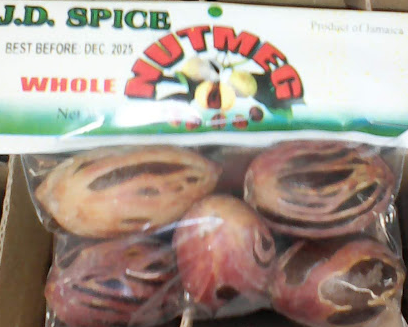 J.D. SPICE
Product of Jamaica
BEST BEFORE: DEC. 2025
WHOLE
NUTMEG
Net